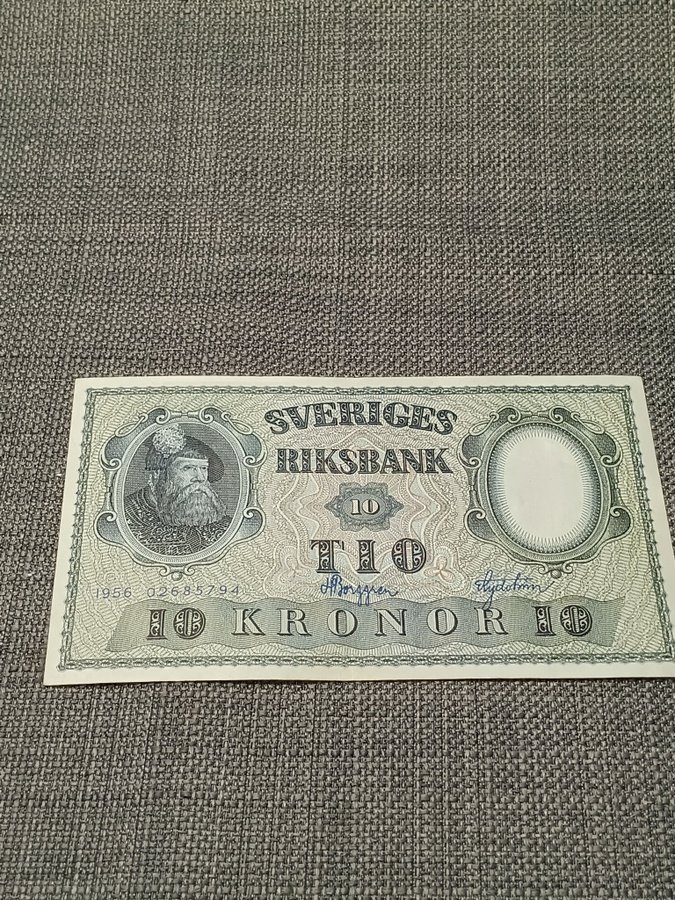 SVERIGES
RIKSBANK
10
TIO
1956 02685794
10 KRONOR 10